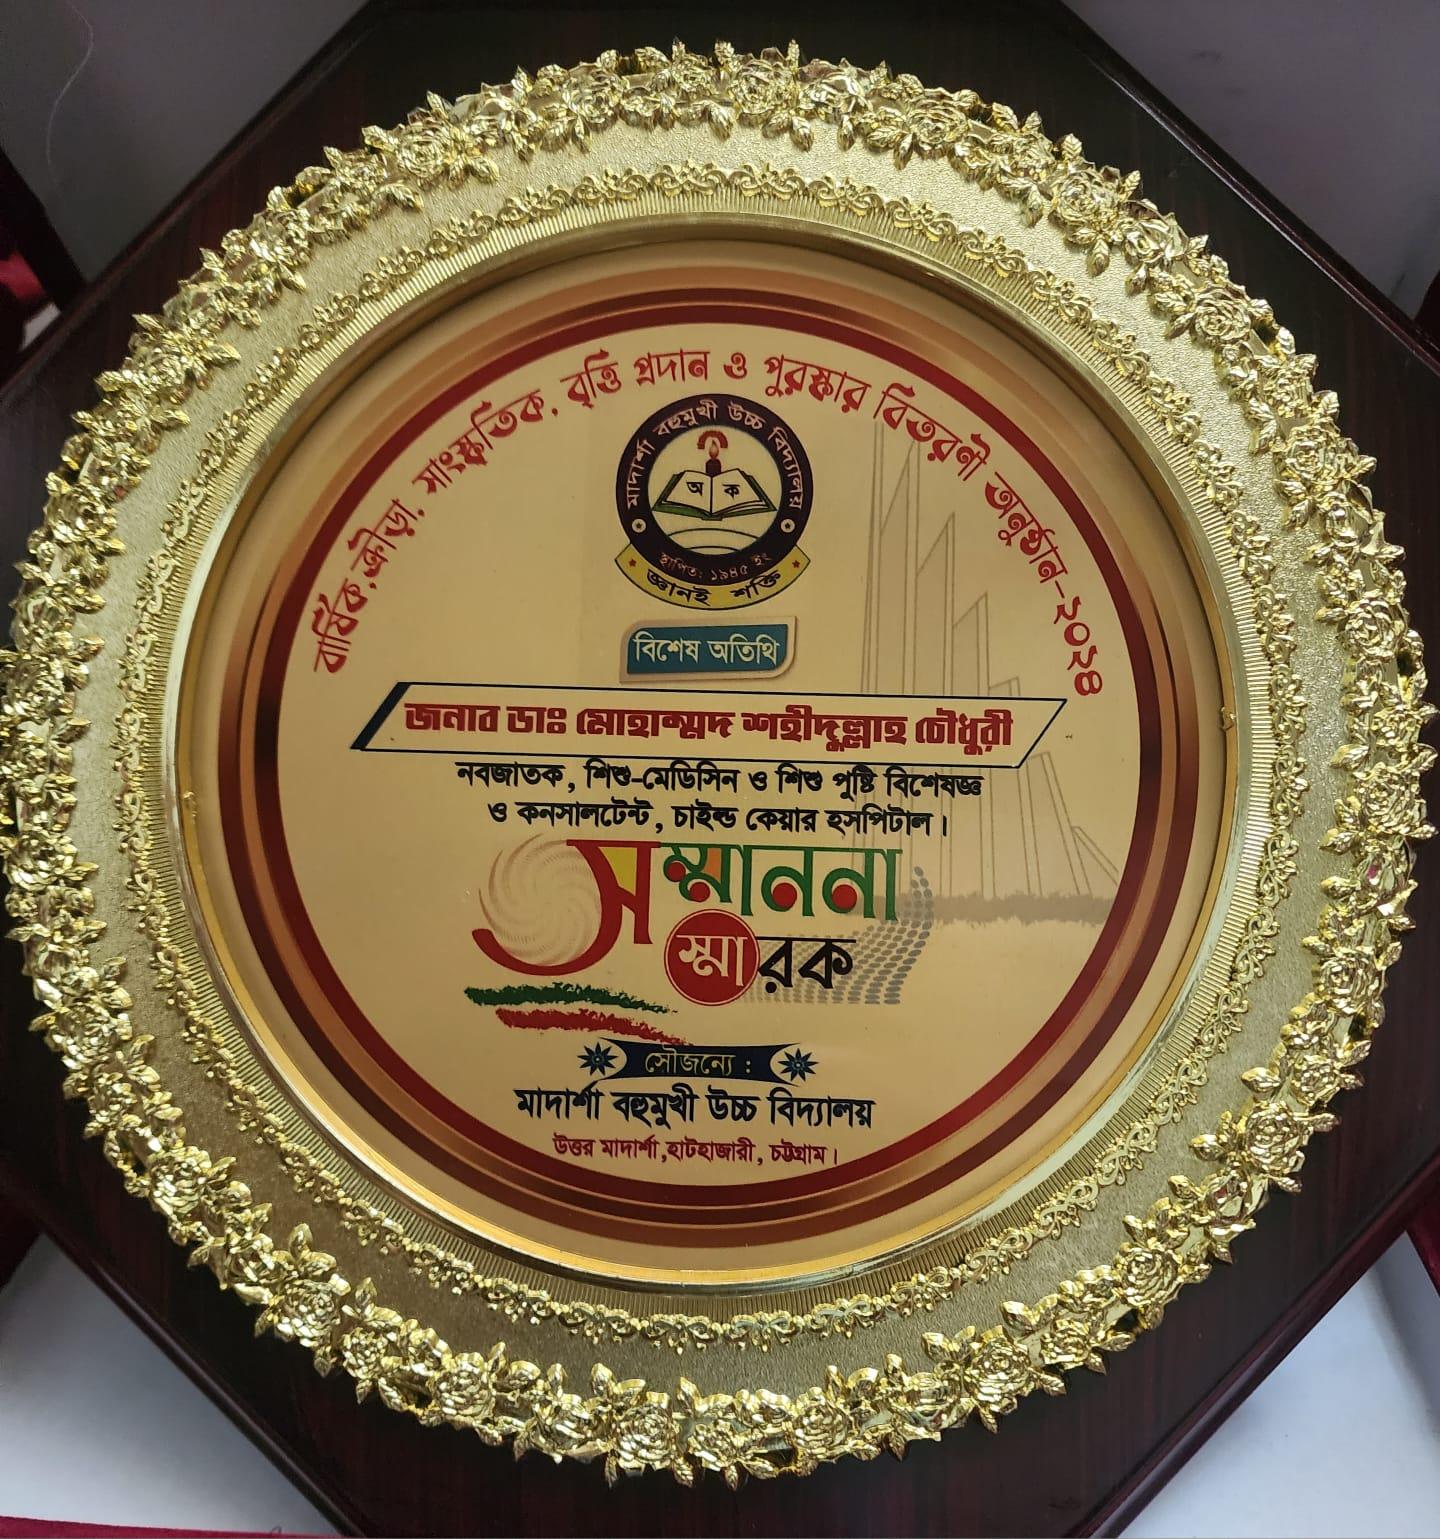 বার্ষিক ক্রীড়া, সাংস্কৃতিক, বৃত্তি প্রদান ও পুরস্কার বিতরণী অনুষ্ঠান-২০২৪
মাদার্শা বহুমুখী উচ্চ বিদ্যালয়
অ ক
স্থাপিত: ১৯৪৫ ইং
জ্ঞানই শক্তি
বিশেষ অতিথি
জনাব ডাঃ মোহাম্মদ শহীদুল্লাহ চৌধুরী
নবজাতক, শিশু-মেডিসিন ও শিশু পুষ্টি বিশেষজ্ঞ
ও কনসালটেন্ট, চাইল্ড কেয়ার হসপিটাল।
সম্মাননা
স্মারক
সৌজন্যে :
মাদার্শা বহুমুখী উচ্চ বিদ্যালয়
উত্তর মাদার্শা,হাটহাজারী, চট্টগ্রাম।